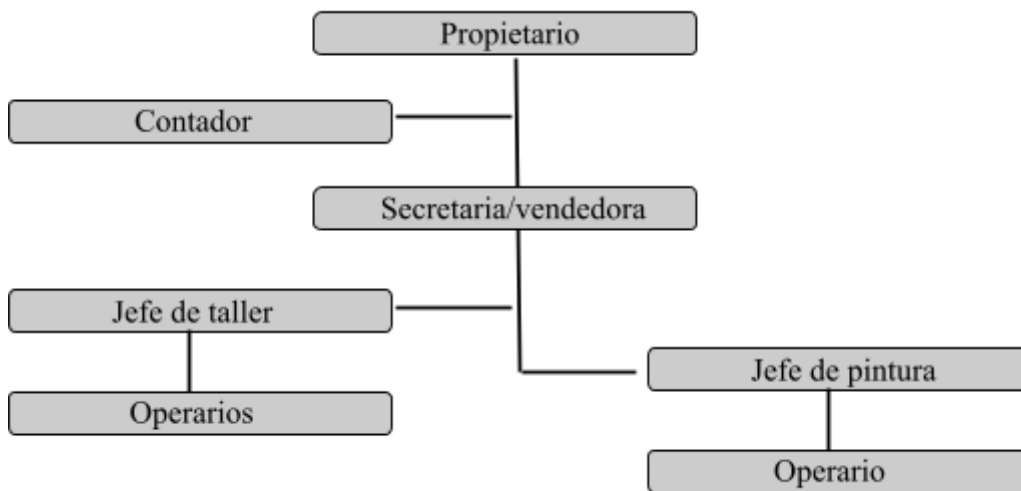 Propietario
Contador
Secretaria/vendedora
Jefe de taller
Jefe de pintura
Operarios
Operario